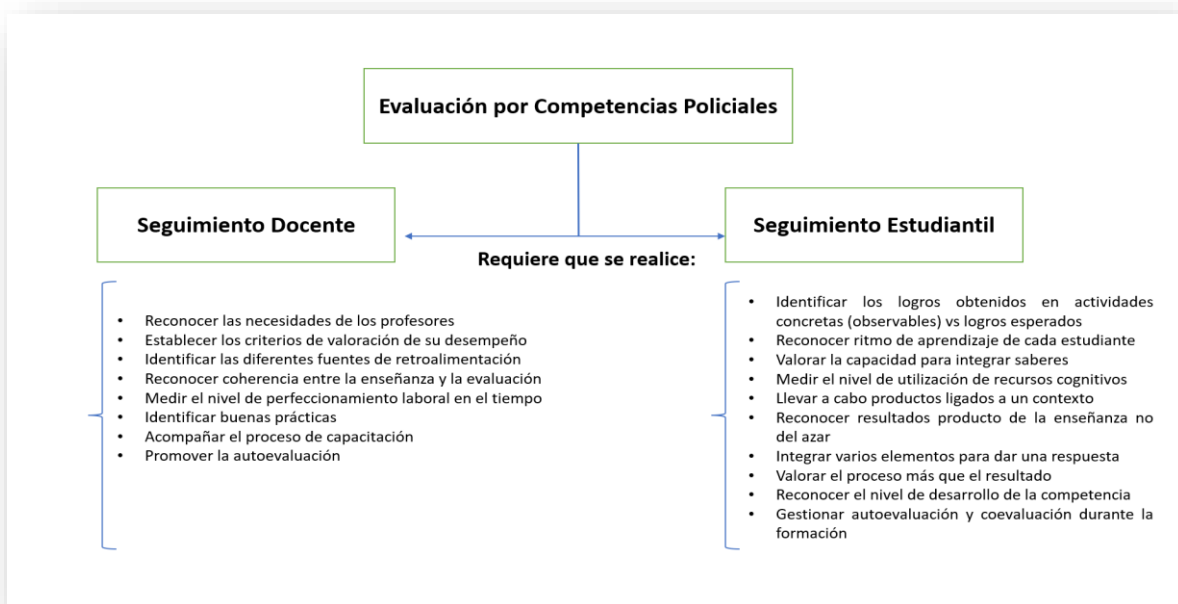 Evaluación por Competencias Policiales
Seguimiento Docente
Seguimiento Estudiantil
Requiere que se realice:
• Reconocer las necesidades de los profesores
• Establecer los criterios de valoración de su desempeño
• Identificar las diferentes fuentes de retroalimentación
• Reconocer coherencia entre la enseñanza y la evaluación
• Medir el nivel de perfeccionamiento laboral en el tiempo
• Identificar buenas prácticas
• Acompañar el proceso de capacitación
• Promover la autoevaluación
• Identificar los logros obtenidos en actividades
concretas (observables) vs logros esperados
• Reconocer ritmo de aprendizaje de cada estudiante
• Valorar la capacidad para integrar saberes
• Medir el nivel de utilización de recursos cognitivos
• Llevar a cabo productos ligados a un contexto
• Reconocer resultados producto de la enseñanza no
del azar
• Integrar varios elementos para dar una respuesta
• Valorar el proceso más que el resultado
• Reconocer el nivel de desarrollo de la competencia
• Gestionar autoevaluación y coevaluación durante la
formación